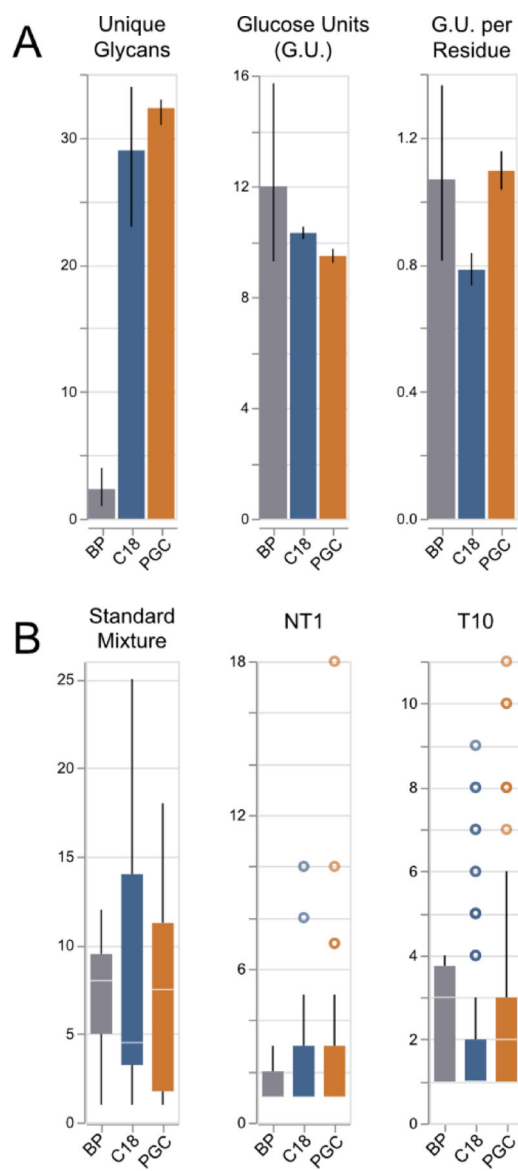 A
Unique
Glycans
Glucose Units
(G.U.)
G.U. per
Residue
30
20
10
0
16
12
8
4
0
1.2
0.8
0.4
0.0
BP
C18
PGC
BP
C18
PGC
BP
C18
PGC
B
Standard
Mixture
NT1
T10
25
20
15
10
5
0
18
12
6
0
10
8
6
4
2
0
BP
C18
PGC
BP
C18
PGC
BP
C18
PGC